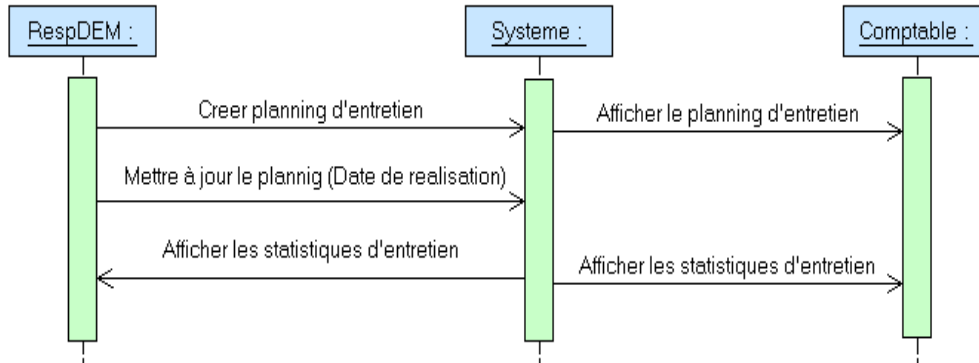 RespDEM :
Systeme :
Comptable :
Creer planning d'entretien
Afficher le planning d'entretien
Mettre à jour le plannig (Date de realisation)
Afficher les statistiques d'entretien
Afficher les statistiques d'entretien